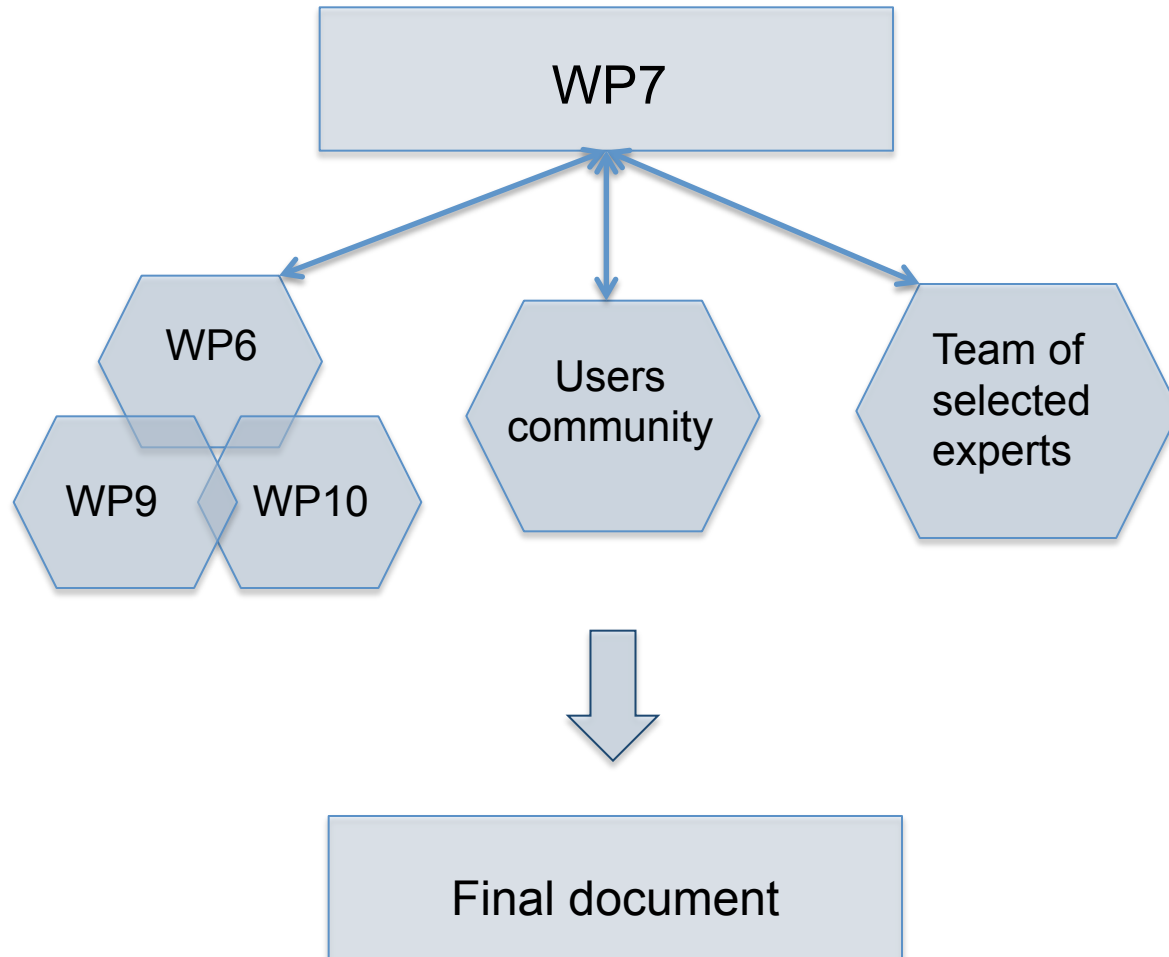 WP7
WP6
WP9
WP10
Users
community
Team of
selected
experts
Final document